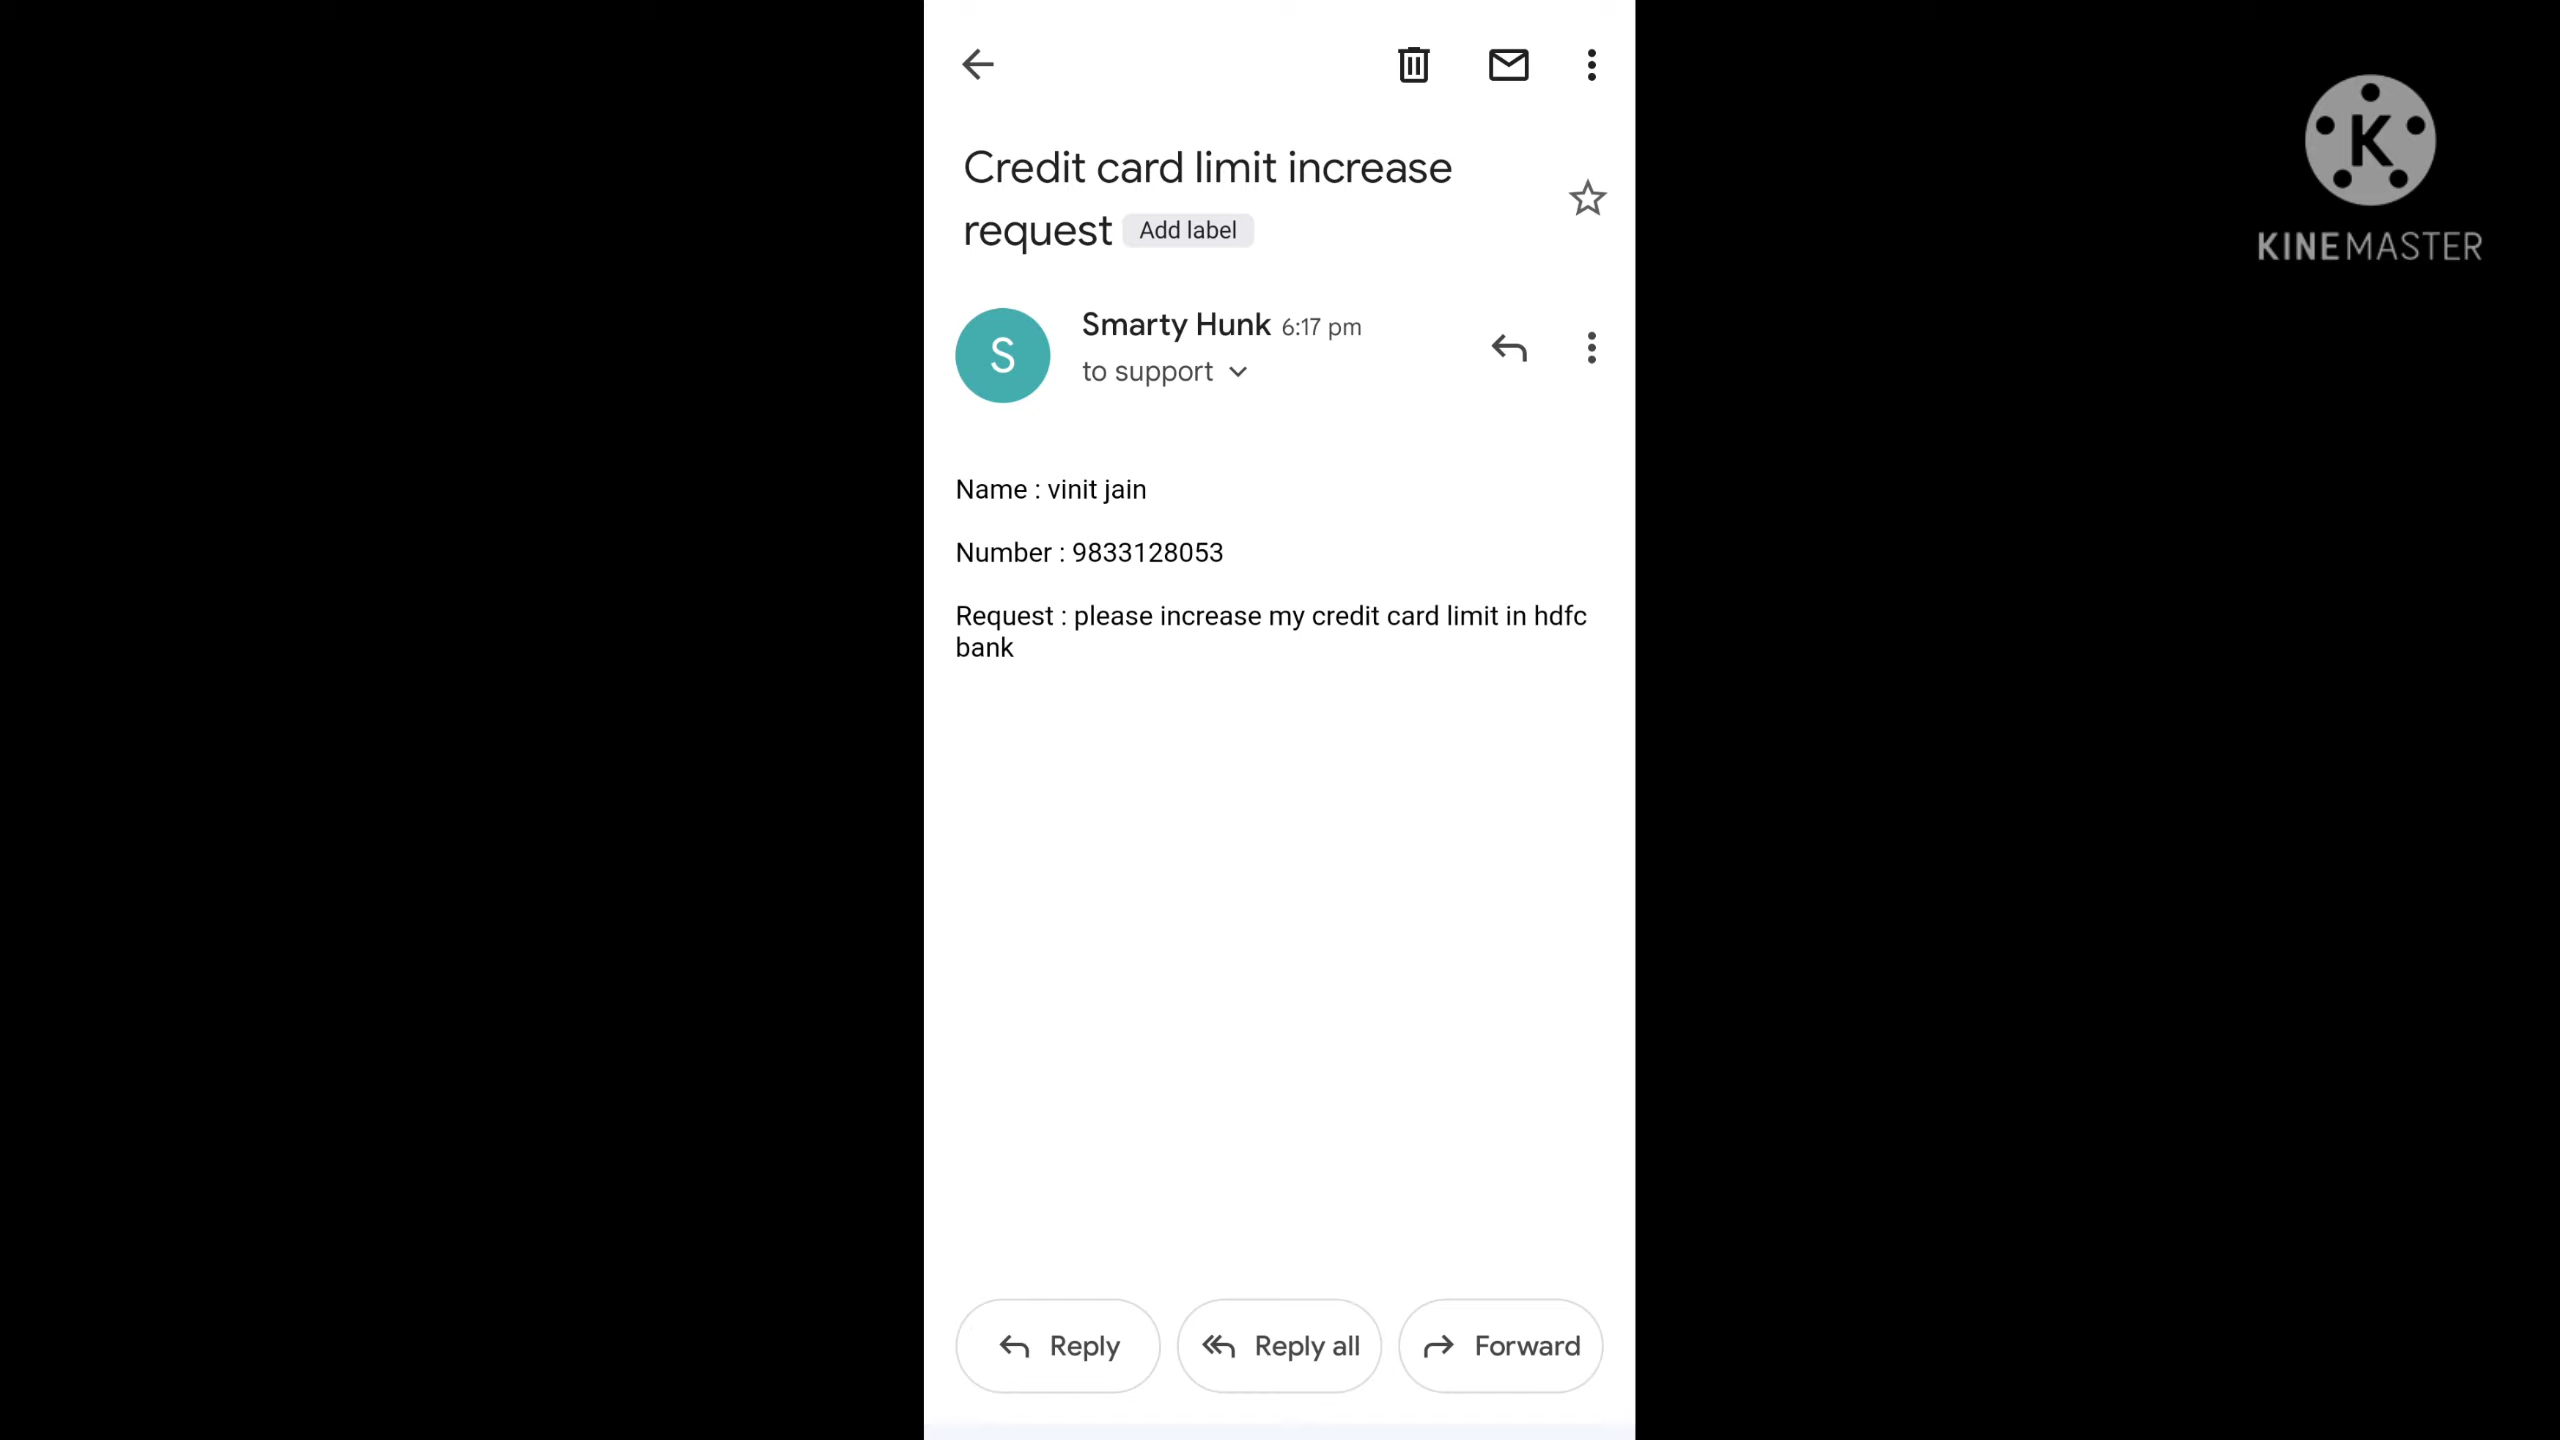 Credit card limit increase
request Add label
S
Smarty Hunk 6:17 pm
to support
Name : vinit jain
Number : 9833128053
Request : please increase my credit card limit in hdfc
bank
Reply Reply all Forward
K
KINEMASTER